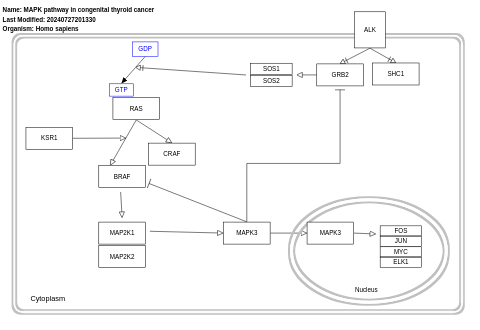 Name: MAPK pathway in congenital thyroid cancer
Last Modified: 20240727201330
Organism: Homo sapiens
ALK
GDP
SOS1
SOS2
GRB2
SHC1
GTP
RAS
KSR1
CRAF
BRAF
MAP2K1
MAP2K2
MAPK3
MAPK3
FOS
JUN
MYC
ELK1
Nucleus
Cytoplasm